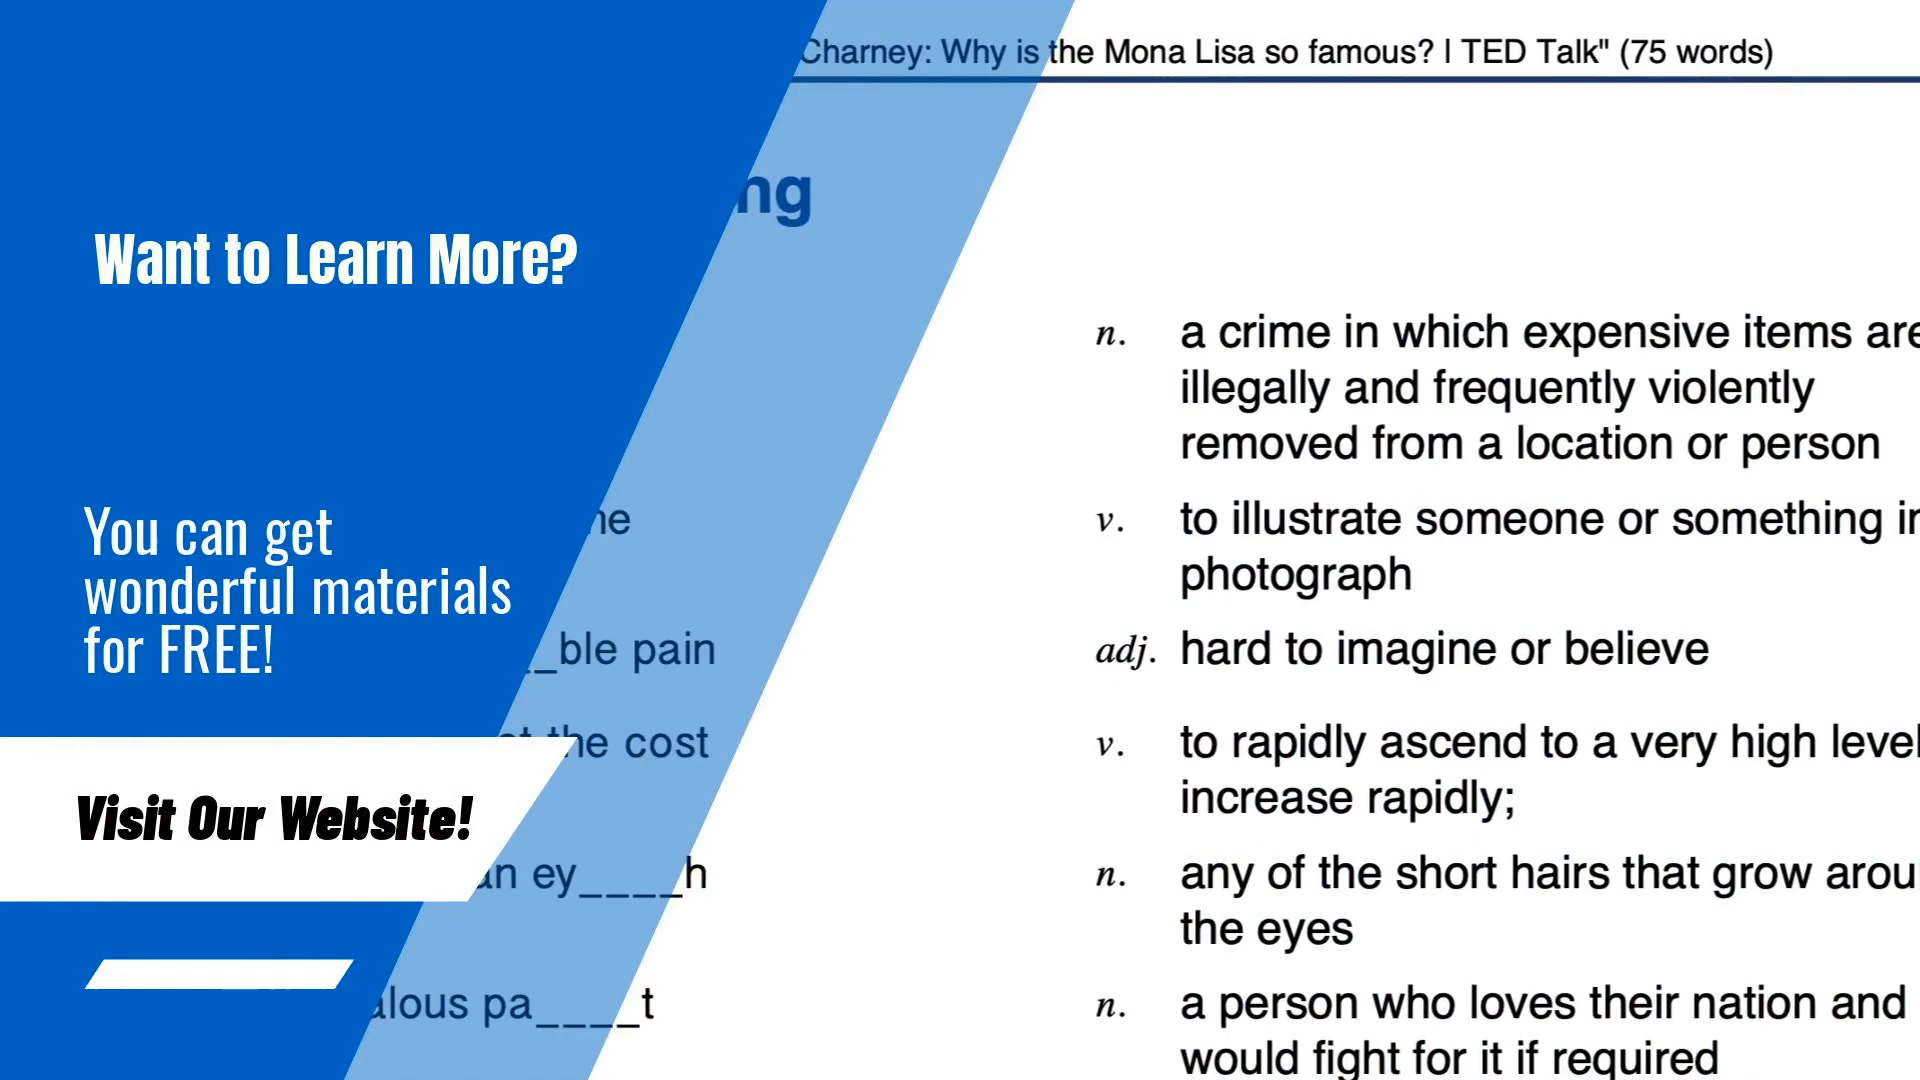 Charney: Why is the Mona Lisa so famous? | TED Talk" (75 words)
ng
Want to Learn More?
You can get
wonderful materials
for FREE!
Visit Our Website!
n. a crime in which expensive items are
illegally and frequently violently
removed from a location or person
v. to illustrate someone or something in
photograph
_ble pain adj. hard to imagine or believe
the cost v. to rapidly ascend to a very high level
increase rapidly;
an ey____h n. any of the short hairs that grow arou
the eyes
alous pa____t n. a person who loves their nation and
would fight for it if required